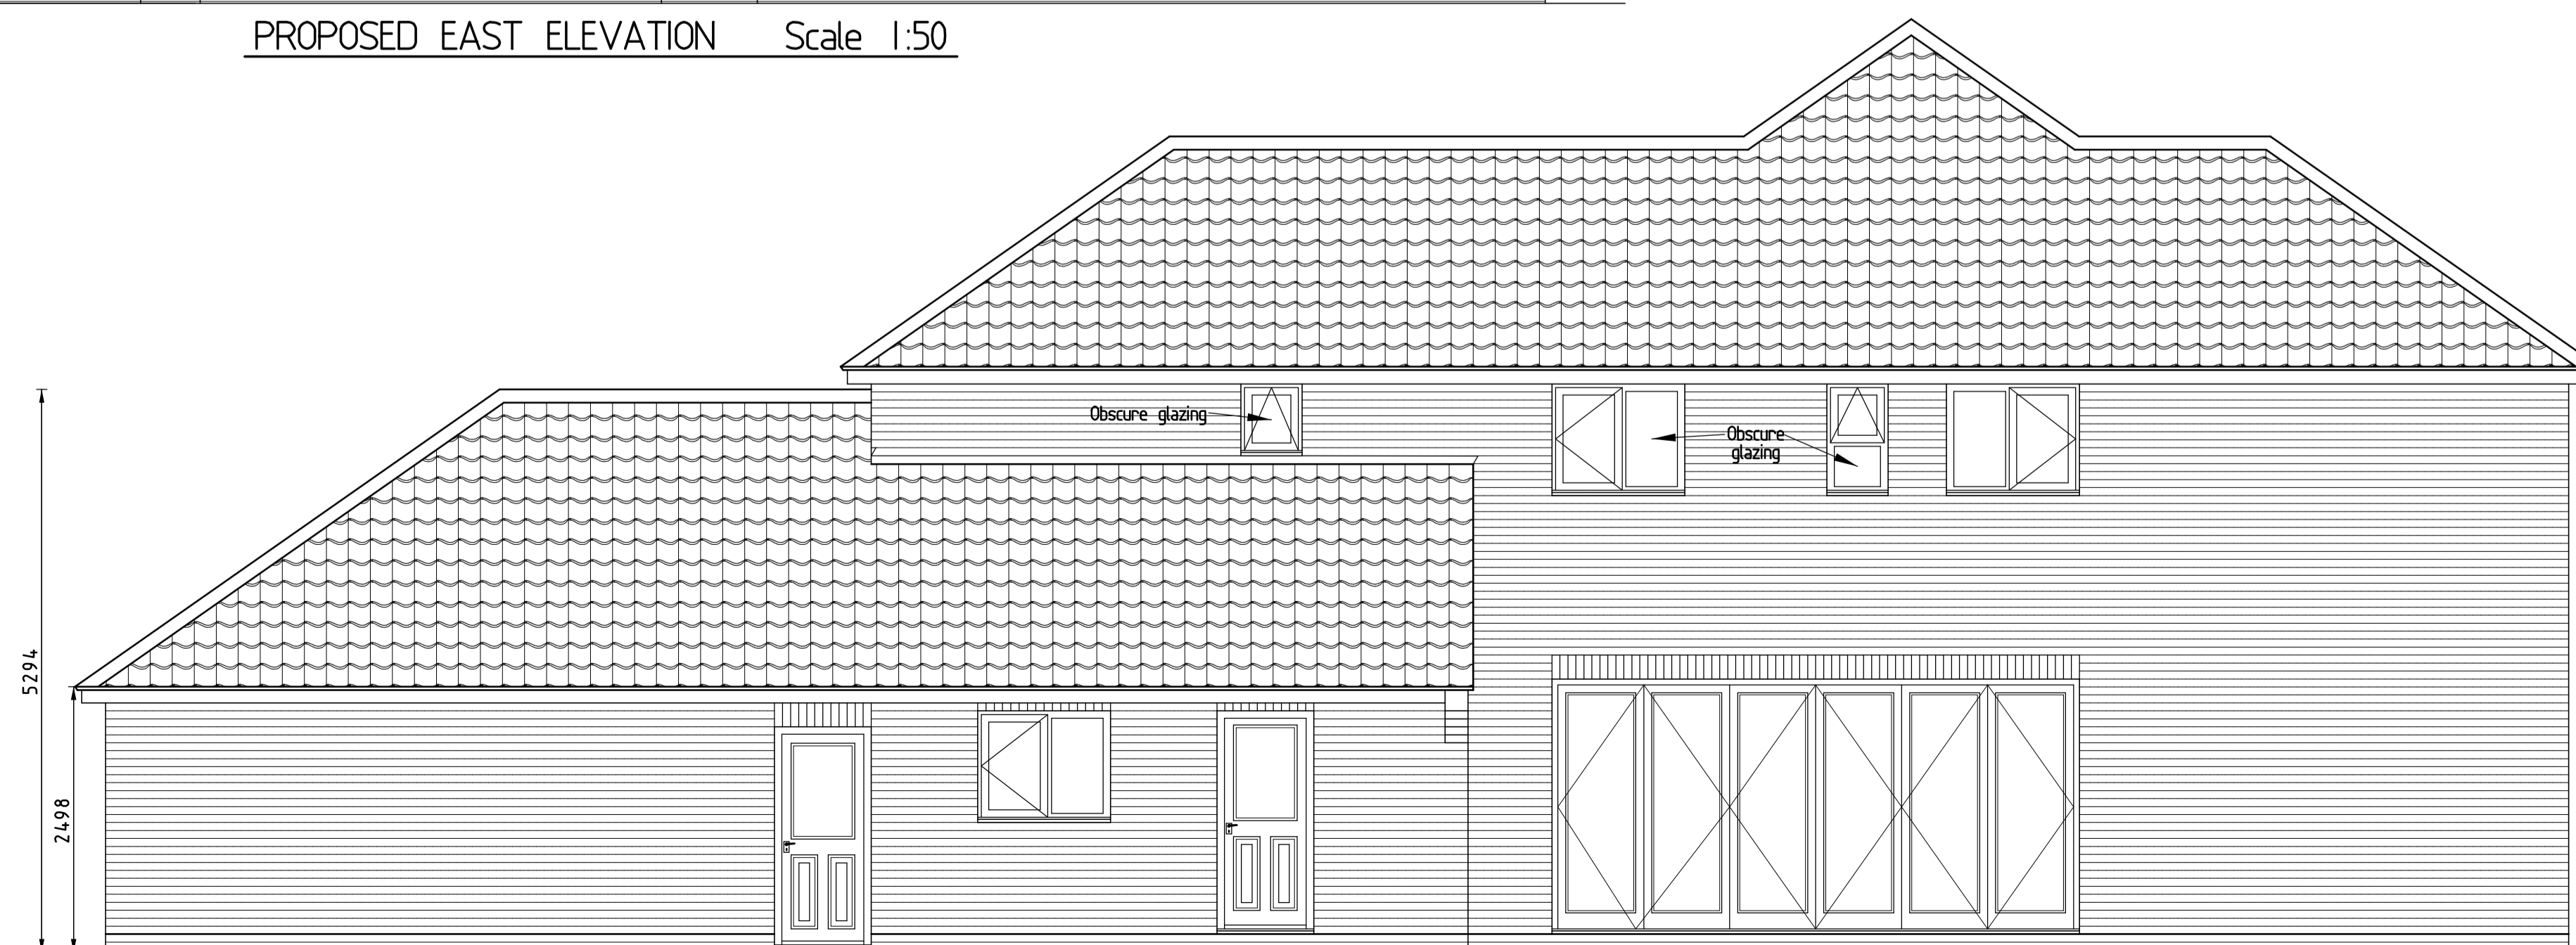 PROPOSED EAST ELEVATION Scale 1:50
Obscure glazing
Obscure
glazing
5294
2498